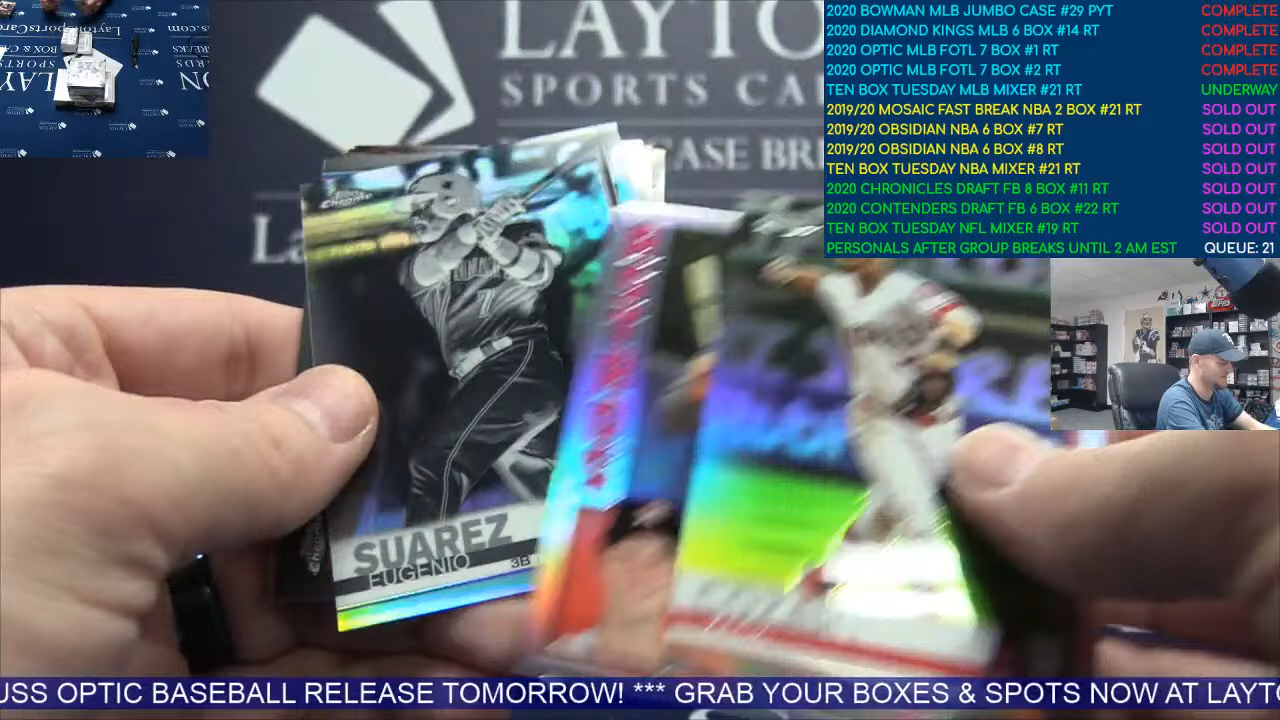 2020 BOWMAN MLB JUMBO CASE #29 PYT COMPLETE
2020 DIAMOND KINGS MLB 6 BOX #14 RT COMPLETE
2020 OPTIC MLB FOTL 7 BOX #1 RT COMPLETE
2020 OPTIC MLB FOTL 7 BOX #2 RT COMPLETE
TEN BOX TUESDAY MLB MIXER #21 RT UNDERWAY
2019/20 MOSAIC FAST BREAK NBA 2 BOX #21 RT SOLD OUT
2019/20 OBSIDIAN NBA 6 BOX #7 RT SOLD OUT
2019/20 OBSIDIAN NBA 6 BOX #8 RT SOLD OUT
TEN BOX TUESDAY NBA MIXER #21 RT SOLD OUT
2020 CHRONICLES DRAFT FB 8 BOX #11 RT SOLD OUT
2020 CONTENDERS DRAFT FB 6 BOX #22 RT SOLD OUT
TEN BOX TUESDAY NFL MIXER #19 RT SOLD OUT
PERSONALS AFTER GROUP BREAKS UNTIL 2 AM EST QUEUE: 21
LAYTO
SPORTS CA
CASE BR
La
Chrome
7
SUAREZ
EUGENIO 3B
USS OPTIC BASEBALL RELEASE TOMORROW! *** GRAB YOUR BOXES & SPOTS NOW AT LAYTO